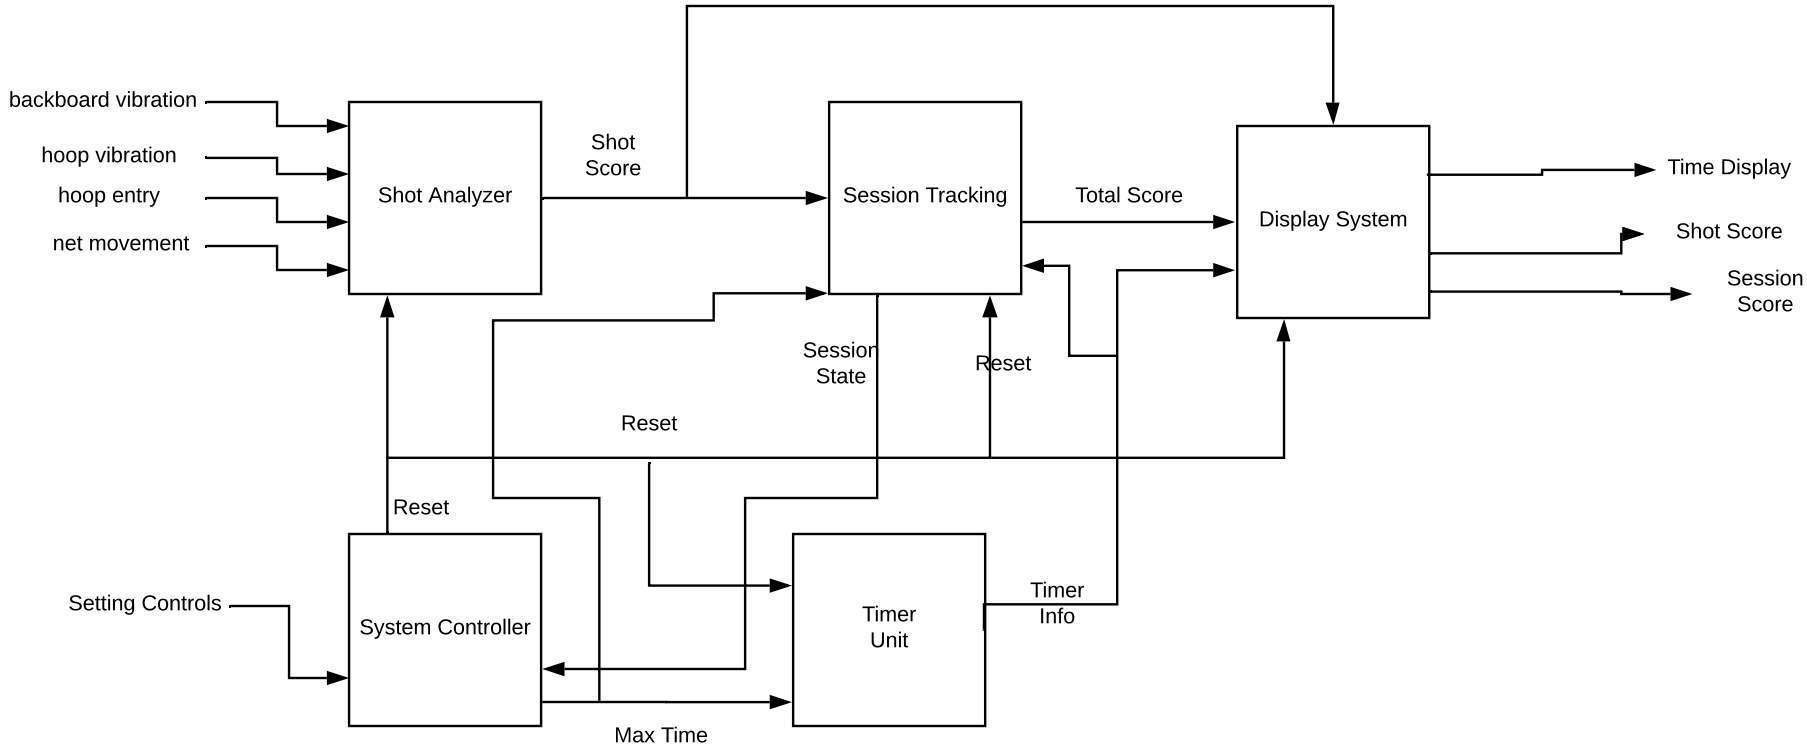 backboard vibration
hoop vibration
hoop entry
net movement
Shot Analyzer
Shot
Score
Session Tracking
Total Score
Display System
Time Display
Shot Score
Session
Score
Session
State
Reset
Reset
Reset
Setting Controls
System Controller
Timer
Unit
Timer
Info
Max Time